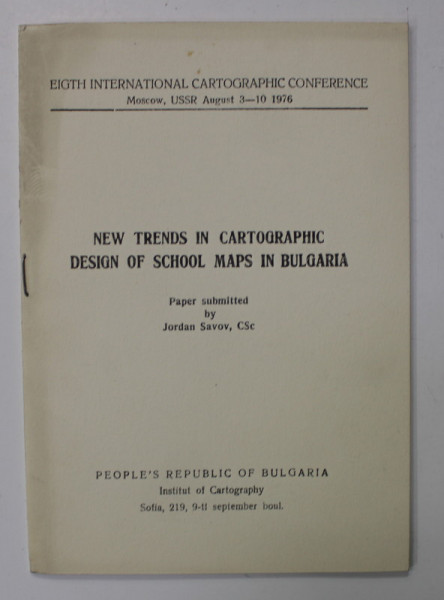 EIGTH INTERNATIONAL CARTOGRAPHIC CONFERENCE
Moscow, USSR August 3—10 1976
NEW TRENDS IN CARTOGRAPHIC
DESIGN OF SCHOOL MAPS IN BULGARIA
Paper submitted
by
Jordan Savov, CSc
PEOPLE'S REPUBLIC OF BULGARIA
Institut of Cartography
Sofia, 219, 9-II september boul.